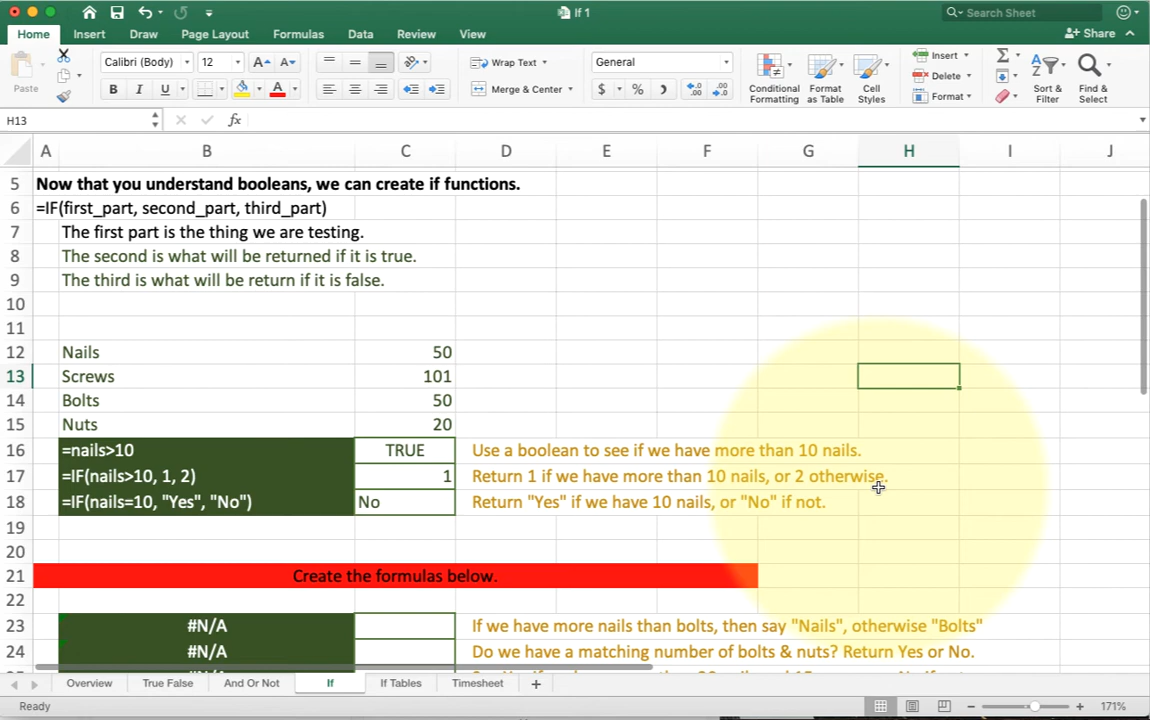 If 1
Search Sheet
Home Insert Draw Page Layout Formulas Data Review View
Share
Paste
Calibri (Body) 12
Wrap Text
Merge & Center
General
Conditional Formatting
Format as Table
Cell Styles
Insert
Delete
Format
Sort & Filter
Find & Select
H13
fx
A B C D E F G H I J
5 Now that you understand booleans, we can create if functions.
6 =IF(first_part, second_part, third_part)
7 The first part is the thing we are testing.
8 The second is what will be returned if it is true.
9 The third is what will be return if it is false.
10
11
12 Nails 50
13 Screws 101
14 Bolts 50
15 Nuts 20
16 =nails>10 TRUE Use a boolean to see if we have more than 10 nails.
17 =IF(nails>10, 1, 2) 1 Return 1 if we have more than 10 nails, or 2 otherwise.
18 =IF(nails=10, "Yes", "No") No Return "Yes" if we have 10 nails, or "No" if not.
19
20
21 Create the formulas below.
22
23 #N/A If we have more nails than bolts, then say "Nails", otherwise "Bolts"
24 #N/A Do we have a matching number of bolts & nuts? Return Yes or No.
Overview True False And Or Not If If Tables Timesheet
Ready
171%